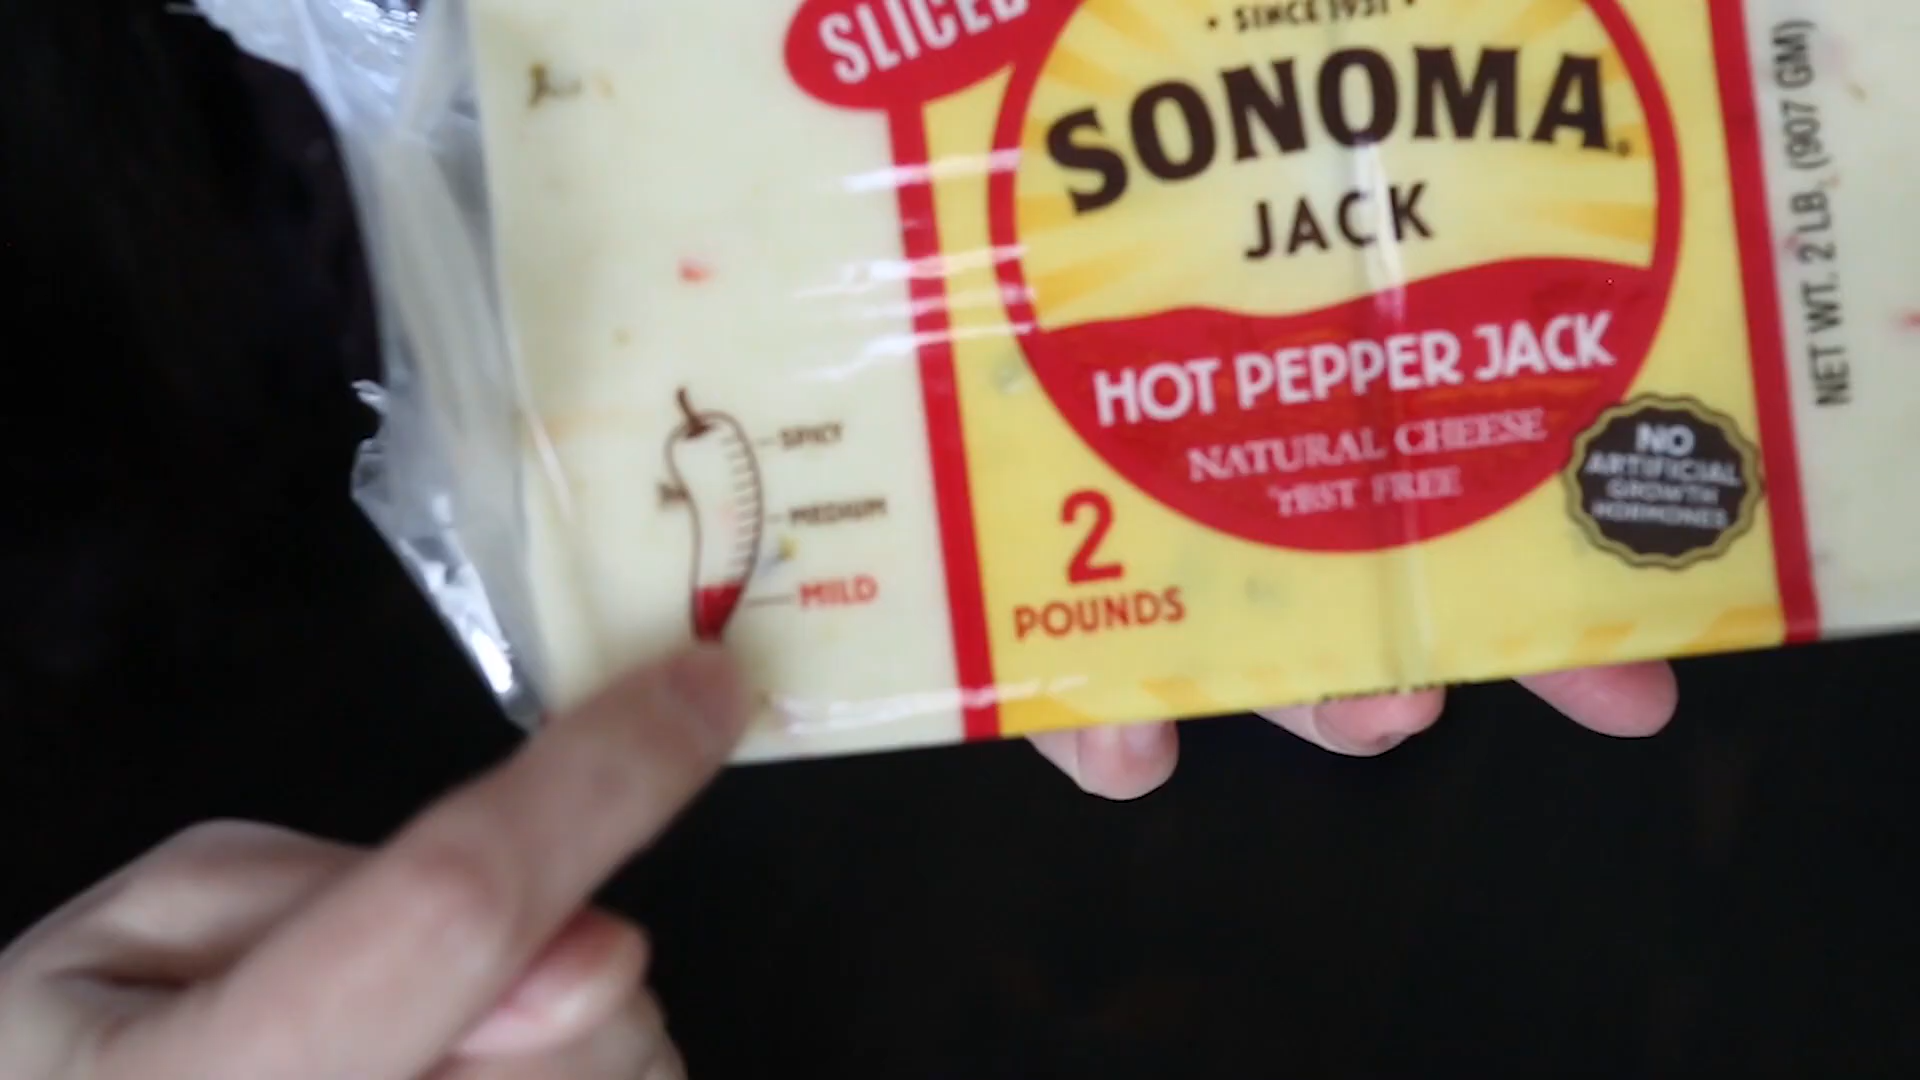 SLICED
• SINCE 1931 •
SONOMA
JACK
HOT PEPPER JACK
NATURAL CHEESE
*rBST FREE
2
POUNDS
NO
ARTIFICIAL
GROWTH
HORMONES
NET WT. 2 LB. (907 GM)
SPICY
MEDIUM
MILD